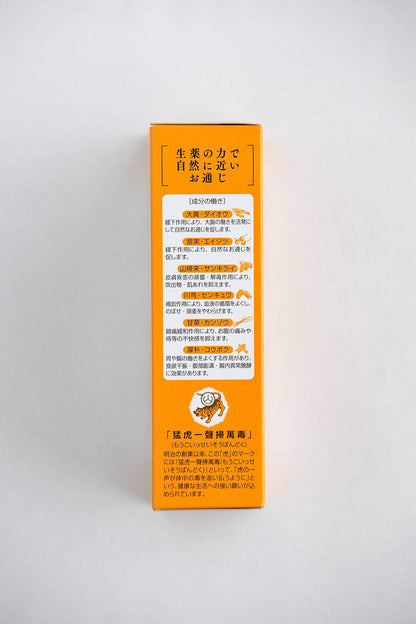 生薬の力で
自然に近い
お通じ
[成分の働き]
大黄・ダイオウ
緩下作用により、大腸の働きを活発に
して自然なお通じを促します。
営実・エイジツ
緩下作用により、自然なお通じを
促します。
山帰来・サンキライ
皮膚疾患の排膿・解毒作用により、
吹出物・肌あれを抑えます。
川芎・センキュウ
補血作用により、血液の循環をよくし、
のぼせ・頭重をやわらげます。
甘草・カンゾウ
鎮痛緩和作用により、お腹の痛みや
痔等の不快感を抑えます。
厚朴・コウボク
胃や腸の働きをよくする作用があり、
食欲不振・腹部膨満・腸内異常醗酵
に効果があります。
「猛虎一聲掃萬毒」
(もうこいっせいそうばんどく)
明治の創業以来、この「虎」のマーク
には「猛虎一聲掃萬毒(もうこいっせ
いそうばんどく)」といって、「虎の一
声が体中の毒を追い払うように」と
いう、健康な生活への強い願いが込
められています。